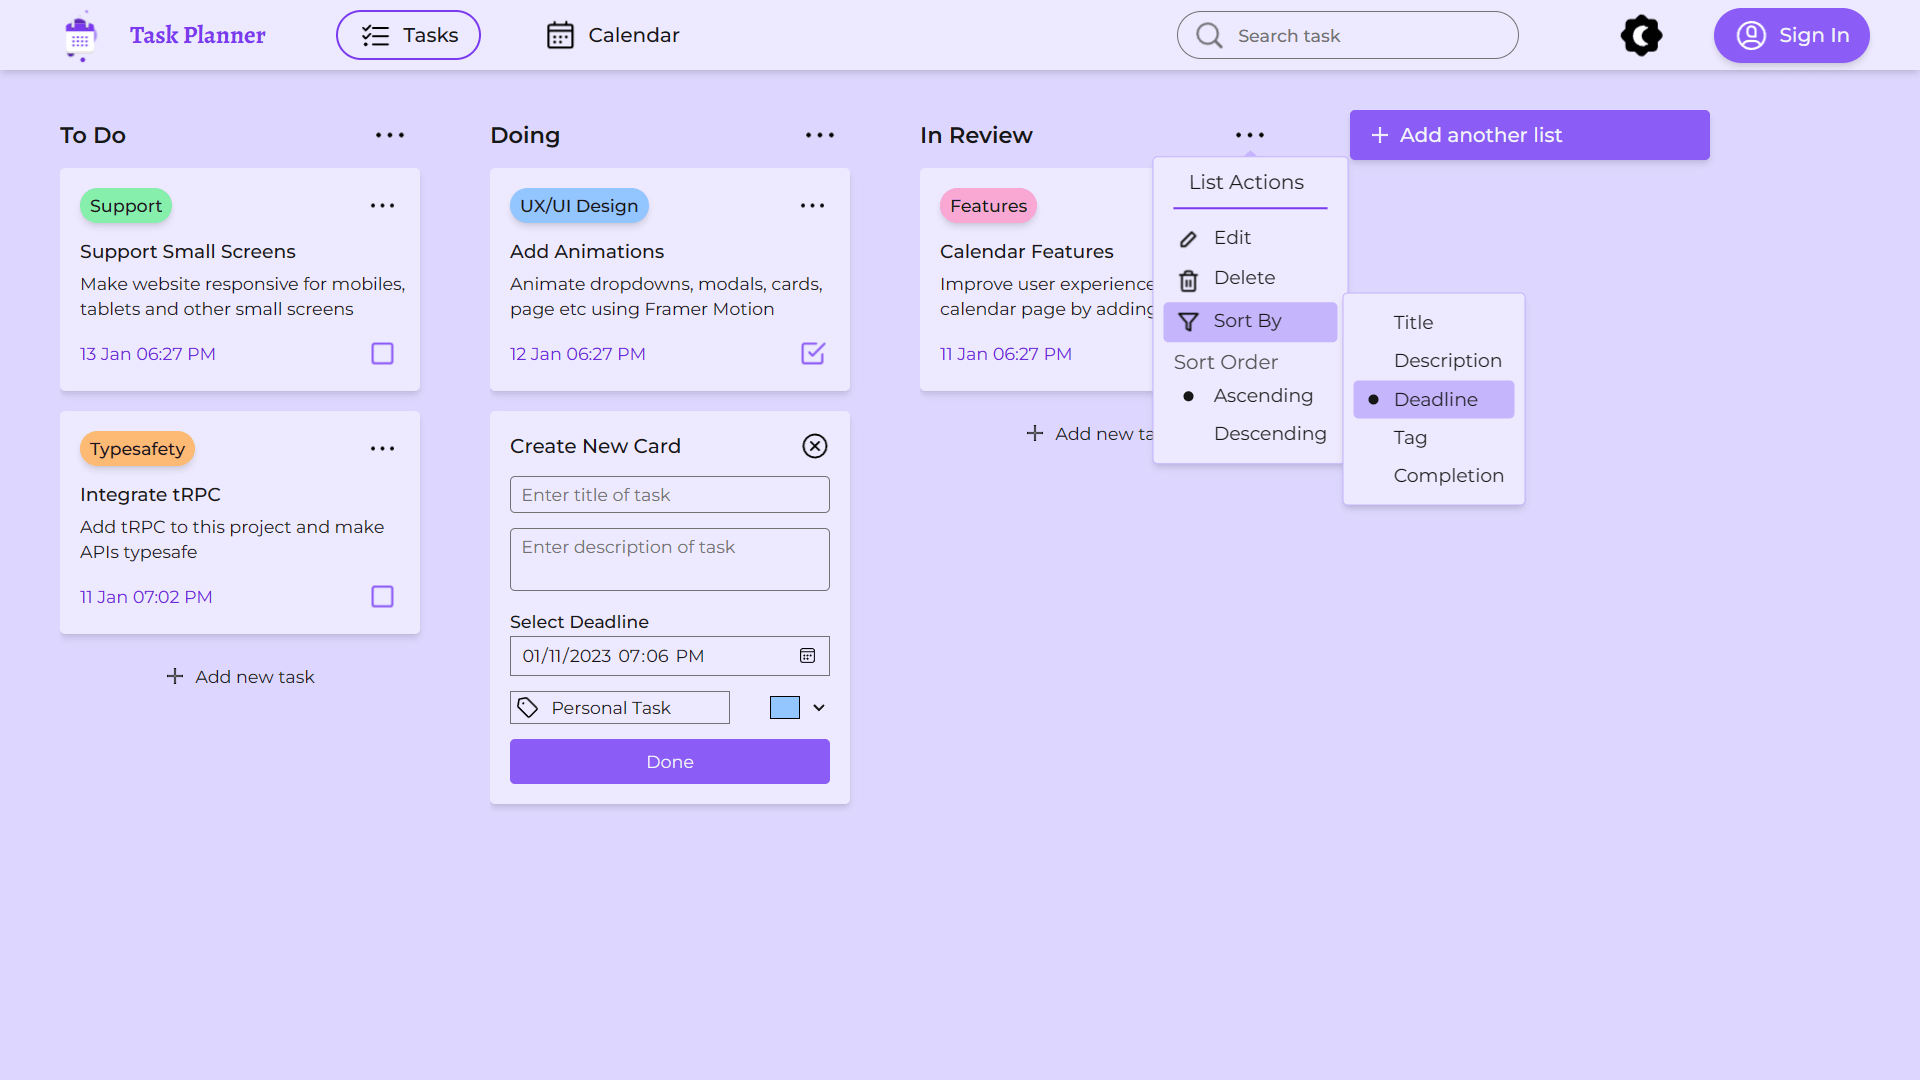 Task Planner
Tasks
Calendar
Search task
Sign In
To Do
Support
Support Small Screens
Make website responsive for mobiles,
tablets and other small screens
13 Jan 06:27 PM
Typesafety
Integrate tRPC
Add tRPC to this project and make
APIs typesafe
11 Jan 07:02 PM
Add new task
Doing
UX/UI Design
Add Animations
Animate dropdowns, modals, cards,
page etc using Framer Motion
12 Jan 06:27 PM
Create New Card
Enter title of task
Enter description of task
Select Deadline
01/11/2023 07:06 PM
Personal Task
Done
In Review
Features
Calendar Features
Improve user experience
calendar page by adding
11 Jan 06:27 PM
Add new ta
List Actions
Edit
Delete
Sort By
Sort Order
Ascending
Descending
Title
Description
Deadline
Tag
Completion
Add another list